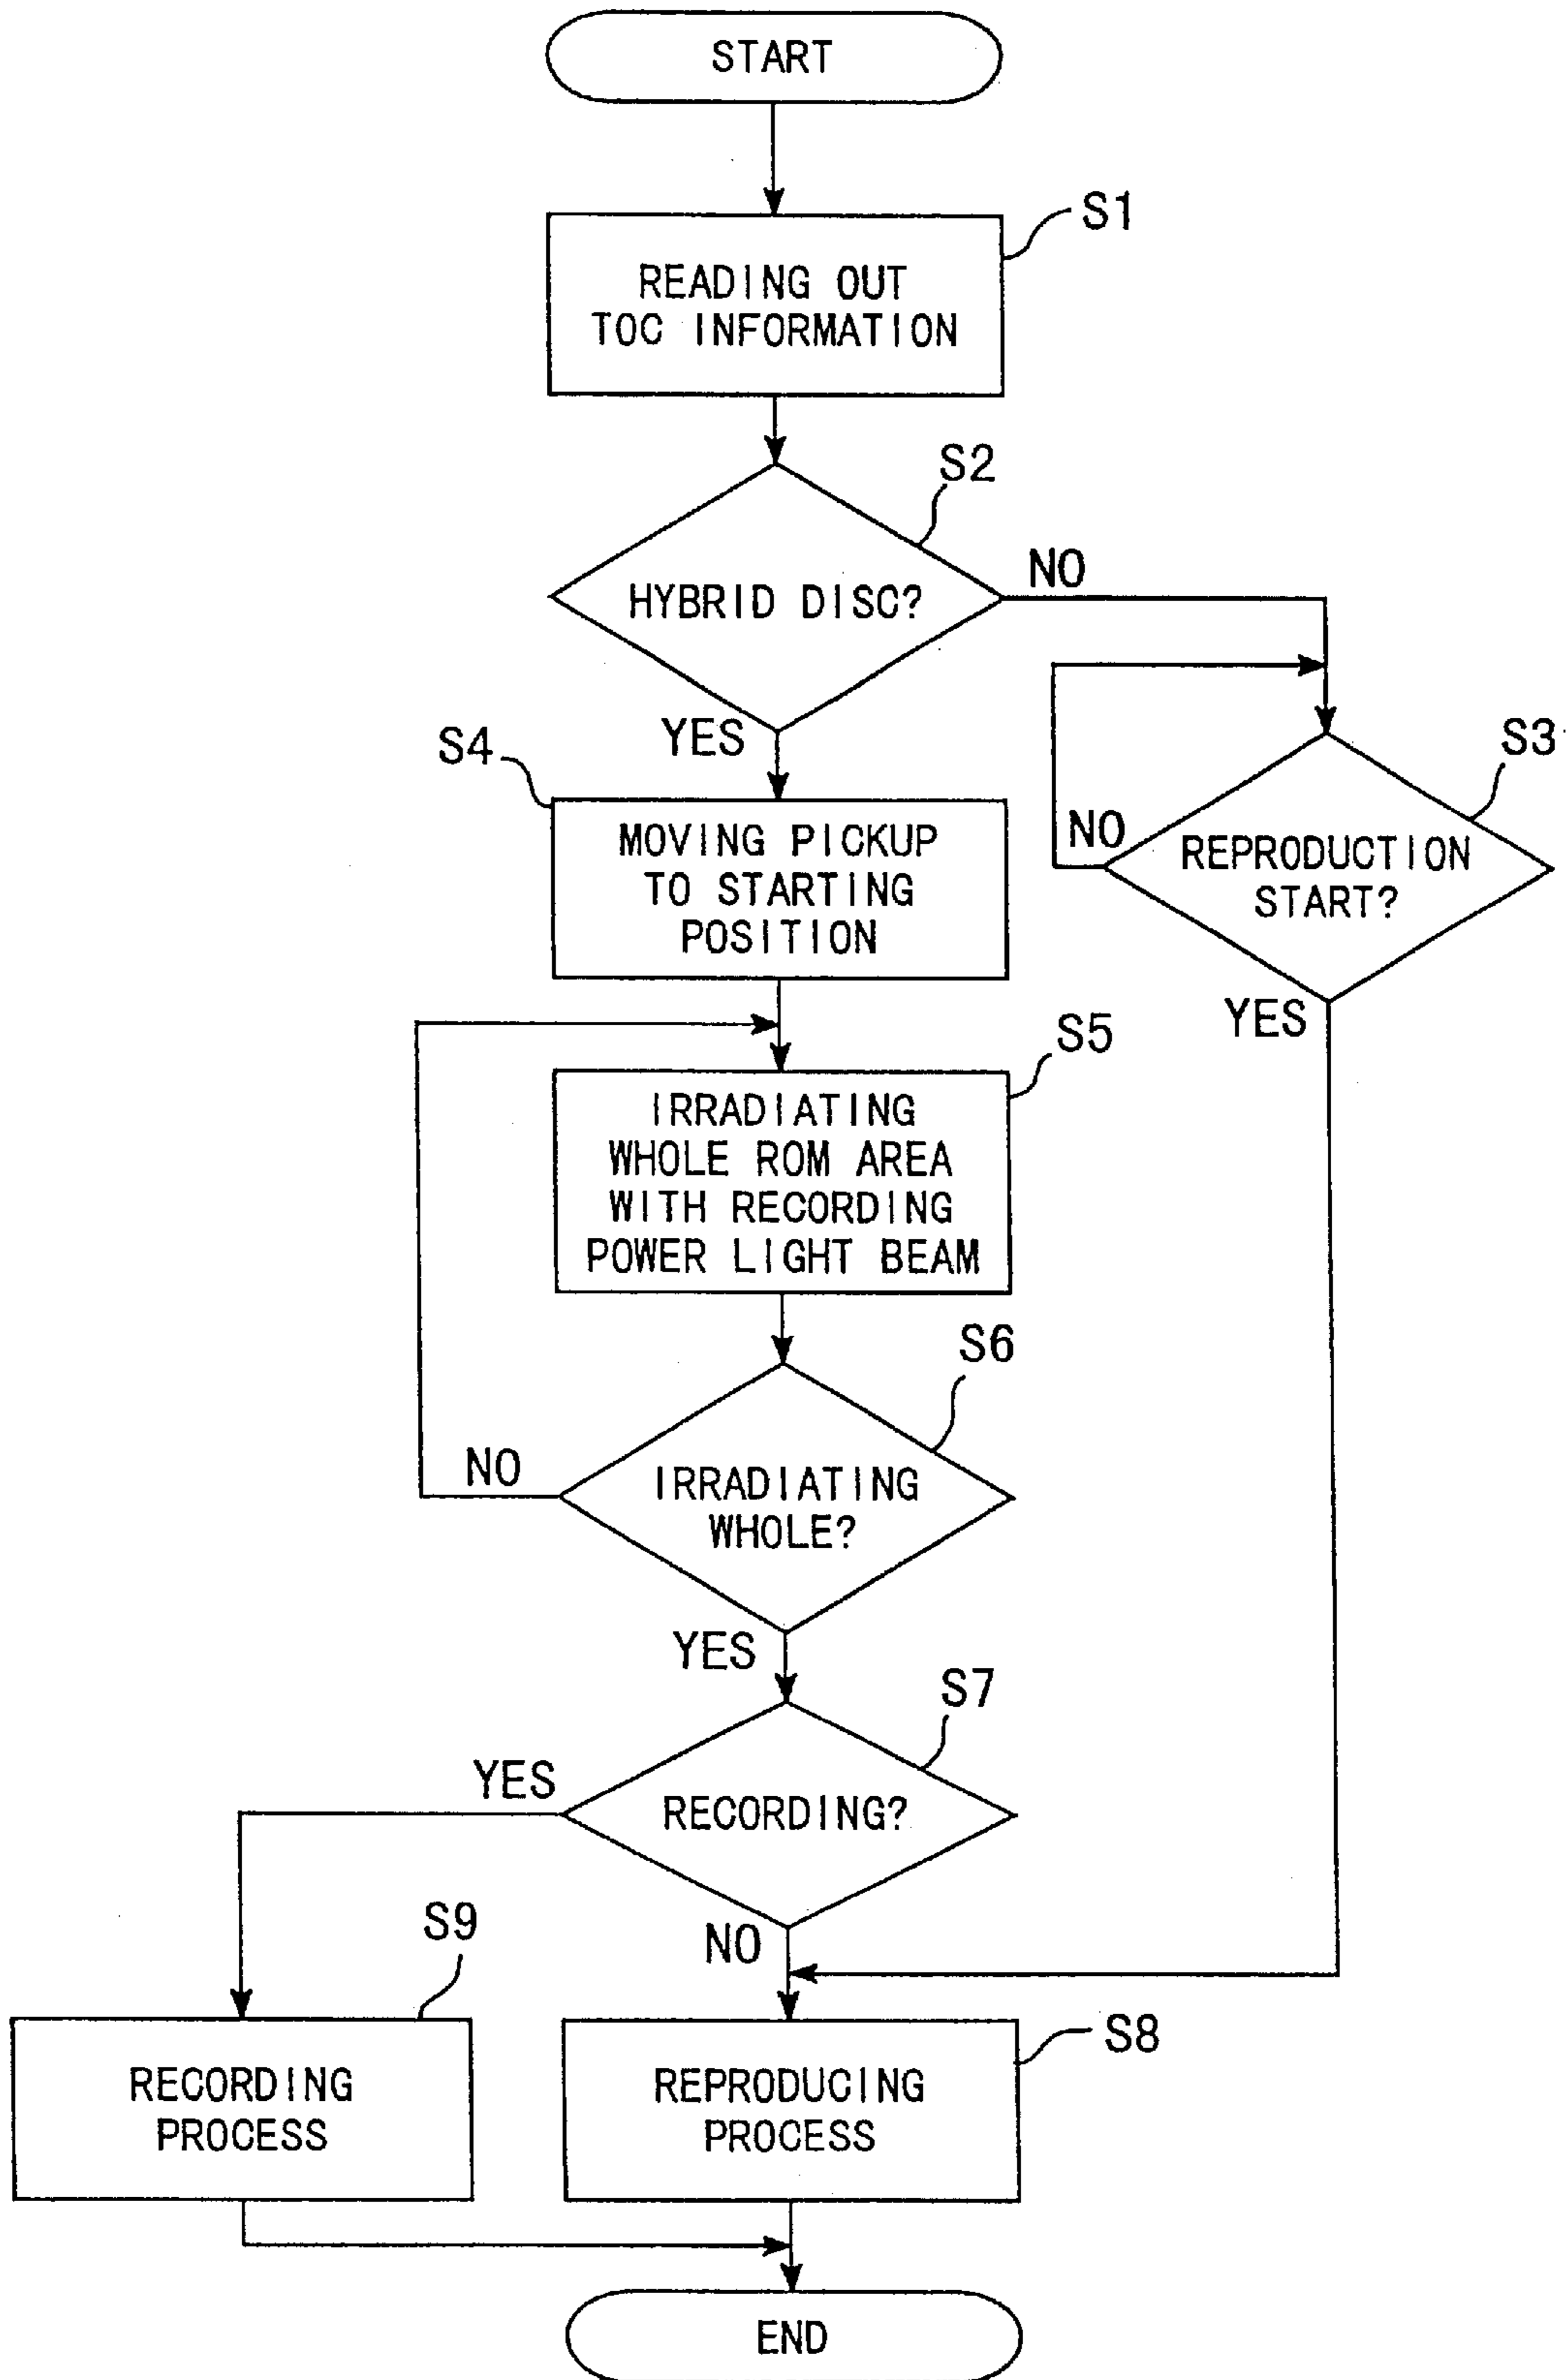 START
S1
READING OUT
TOC INFORMATION
S2
HYBRID DISC?
NO
YES
S3
REPRODUCTION
START?
NO
YES
S4
MOVING PICKUP
TO STARTING
POSITION
S5
IRRADIATING
WHOLE ROM AREA
WITH RECORDING
POWER LIGHT BEAM
S6
IRRADIATING
WHOLE?
NO
YES
S7
RECORDING?
YES
NO
S9
RECORDING
PROCESS
S8
REPRODUCING
PROCESS
END